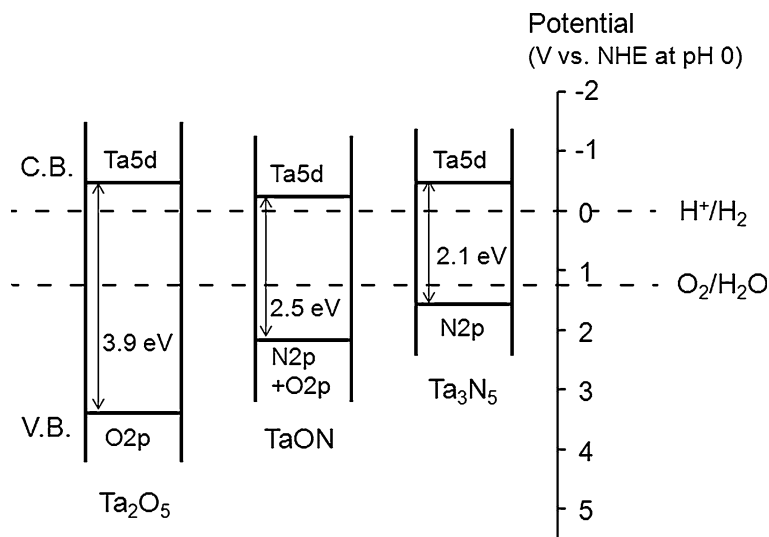 Potential
(V vs. NHE at pH 0)
-2
-1
0
1
2
3
4
5
C.B.
V.B.
Ta5d
3.9 eV
O2p
Ta₂O₅
Ta5d
2.5 eV
N2p
+O2p
TaON
Ta5d
2.1 eV
N2p
Ta₃N₅
H⁺/H₂
O₂/H₂O